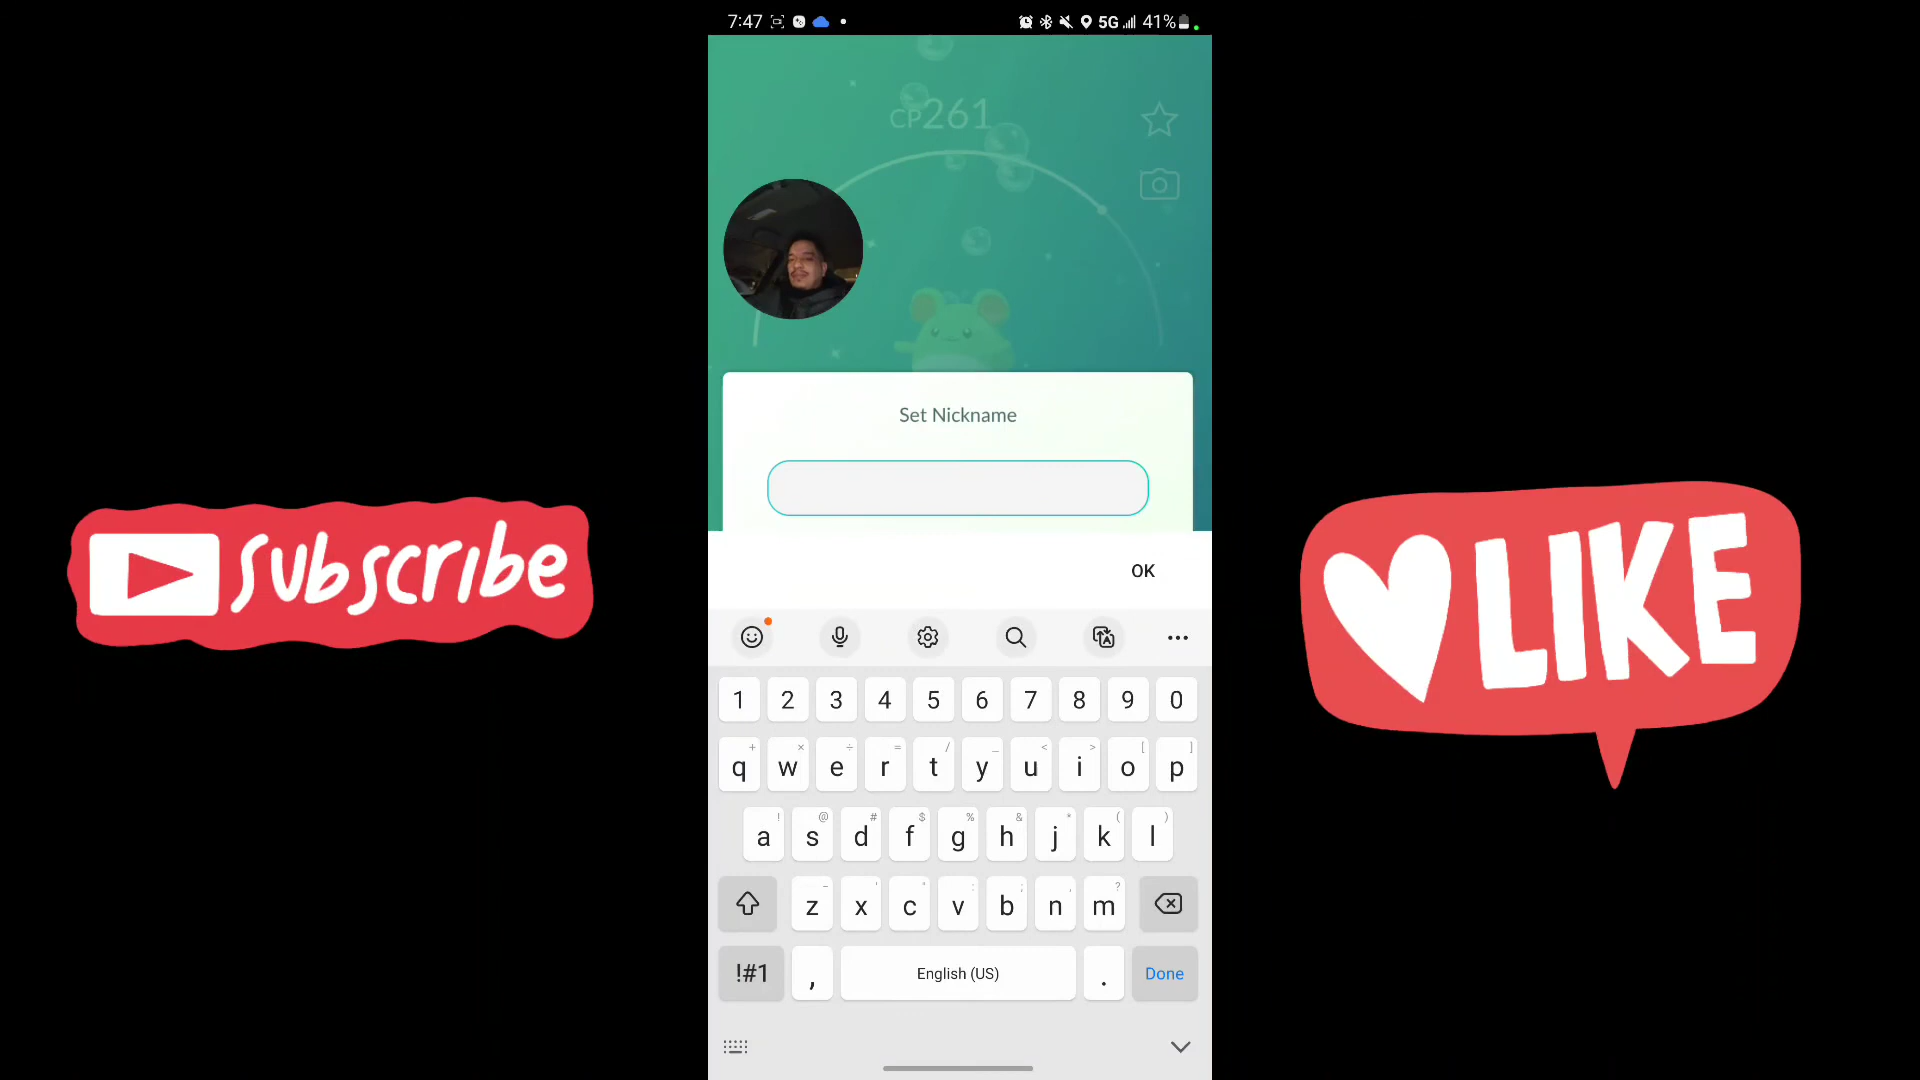 7:47 5G 41%
CP261
Set Nickname
OK
1 2 3 4 5 6 7 8 9 0
+ × ÷ = / _ < > [ ]
q w e r t y u i o p
! @ # $ % & * ( )
a s d f g h j k l
- ' " : ; , ?
z x c v b n m
!#1 , English (US) . Done
Subscribe
LIKE